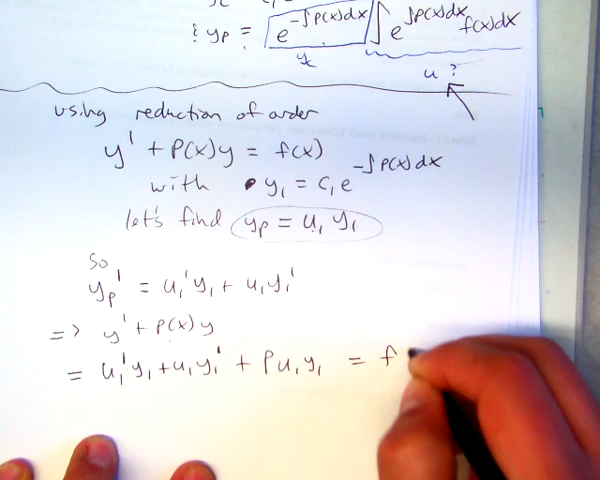 { yp = e^-∫p(x)dx ∫ e^∫p(x)dx f(x)dx
u ?
using reduction of order
y' + P(x)y = f(x)
with • y₁ = c₁e^-∫p(x)dx
let's find yp = u₁ y₁
So
yp' = u₁'y₁ + u₁y₁'
=> y' + p(x)y
= u₁'y₁ + u₁y₁' + Pu₁y₁ = f